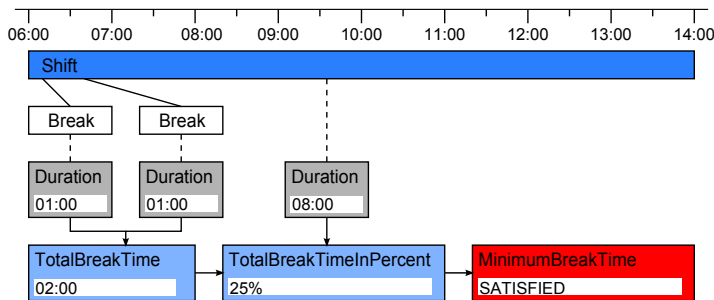 06:00 07:00 08:00 09:00 10:00 11:00 12:00 13:00 14:00
Shift
Break Break
Duration Duration Duration
01:00 01:00 08:00
TotalBreakTime TotalBreakTimeInPercent MinimumBreakTime
02:00 25% SATISFIED